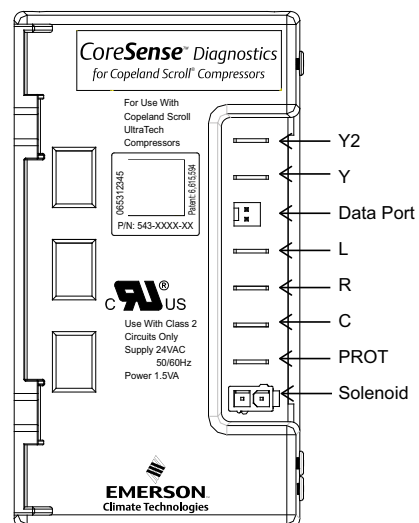 CoreSense™ Diagnostics
for Copeland Scroll® Compressors
For Use With
Copeland Scroll
UltraTech
Compressors
065312345
Patent: 6,615,594
P/N: 543-XXXX-XX
C RU® US
Use With Class 2
Circuits Only
Supply 24VAC
50/60Hz
Power 1.5VA
EMERSON
Climate Technologies
Y2
Y
Data Port
L
R
C
PROT
Solenoid